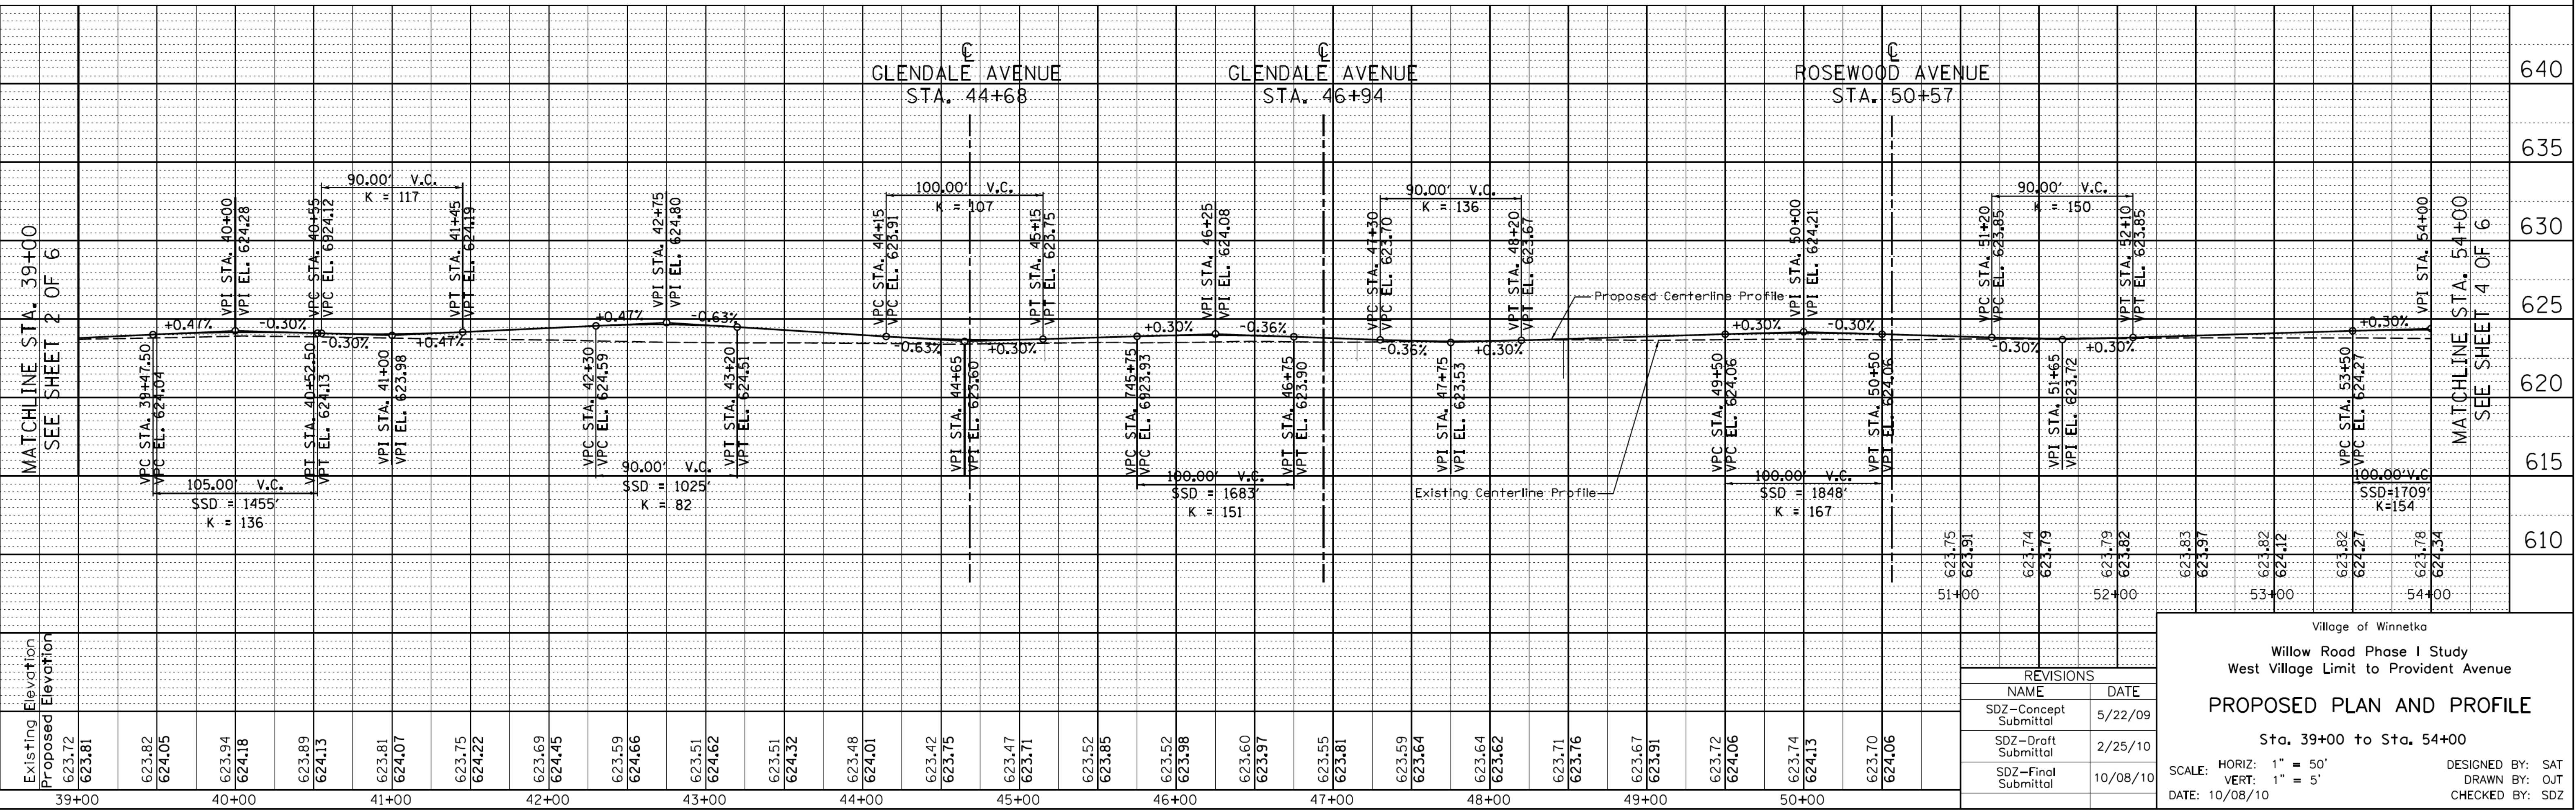 ℄
GLENDALE AVENUE
STA. 44+68
℄
GLENDALE AVENUE
STA. 46+94
℄
ROSEWOOD AVENUE
STA. 50+57
640
635
630
625
620
615
610
MATCHLINE STA. 39+00
SEE SHEET 2 OF 6
VPC STA. 39+47.50
VPC EL. 624.04
+0.47%
VPI STA. 40+00
VPI EL. 624.28
-0.30%
VPT STA. 40+52.50
VPT EL. 624.13
105.00' V.C.
SSD = 1455'
K = 136
90.00' V.C.
K = 117
VPC STA. 40+55
VPC EL. 6924.12
-0.30%
VPI STA. 41+00
VPI EL. 623.98
+0.47%
VPT STA. 41+45
VPT EL. 624.19
VPC STA. 42+30
VPC EL. 624.59
+0.47%
VPI STA. 42+75
VPI EL. 624.80
-0.63%
VPT STA. 43+20
VPT EL. 624.51
90.00' V.C.
SSD = 1025'
K = 82
100.00' V.C.
K = 107
VPC STA. 44+15
VPC EL. 623.91
-0.63%
VPI STA. 44+65
VPI EL. 623.60
+0.30%
VPT STA. 45+15
VPT EL. 623.75
VPC STA. 745+75
VPC EL. 6923.93
+0.30%
VPI STA. 46+25
VPI EL. 624.08
-0.36%
VPT STA. 46+75
VPT EL. 623.90
100.00' V.C.
SSD = 1683'
K = 151
90.00' V.C.
K = 136
VPC STA. 47+30
VPC EL. 623.70
-0.36%
VPI STA. 47+75
VPI EL. 623.53
+0.30%
VPT STA. 48+20
VPT EL. 623.67
Proposed Centerline Profile
Existing Centerline Profile
VPC STA. 49+50
VPC EL. 624.06
+0.30%
VPI STA. 50+00
VPI EL. 624.21
-0.30%
VPT STA. 50+50
VPT EL. 624.06
100.00' V.C.
SSD = 1848'
K = 167
90.00' V.C.
K = 150
VPC STA. 51+20
VPC EL. 623.85
-0.30%
VPI STA. 51+65
VPI EL. 623.72
+0.30%
VPT STA. 52+10
VPT EL. 623.85
VPC STA. 53+50
VPC EL. 624.27
+0.30%
VPI STA. 54+00
100.00'V.C.
SSD=1709'
K=154
MATCHLINE STA. 54+00
SEE SHEET 4 OF 6
623.75
623.91
623.74
623.79
623.79
623.82
623.83
623.97
623.82
624.12
623.82
624.27
623.78
624.34
51+00
52+00
53+00
54+00
Existing Elevation
Proposed Elevation
623.72
623.81
623.82
624.05
623.94
624.18
623.89
624.13
623.81
624.07
623.75
624.22
623.69
624.45
623.59
624.66
623.51
624.62
623.51
624.32
623.48
624.01
623.42
623.75
623.47
623.71
623.52
623.85
623.52
623.98
623.60
623.97
623.55
623.81
623.59
623.64
623.64
623.62
623.71
623.76
623.67
623.91
623.72
624.06
623.74
624.13
623.70
624.06
39+00
40+00
41+00
42+00
43+00
44+00
45+00
46+00
47+00
48+00
49+00
50+00
REVISIONS
NAME DATE
SDZ-Concept Submittal 5/22/09
SDZ-Draft Submittal 2/25/10
SDZ-Final Submittal 10/08/10
Village of Winnetka
Willow Road Phase I Study
West Village Limit to Provident Avenue
PROPOSED PLAN AND PROFILE
Sta. 39+00 to Sta. 54+00
SCALE: HORIZ: 1" = 50'
VERT: 1" = 5'
DATE: 10/08/10
DESIGNED BY: SAT
DRAWN BY: OJT
CHECKED BY: SDZ